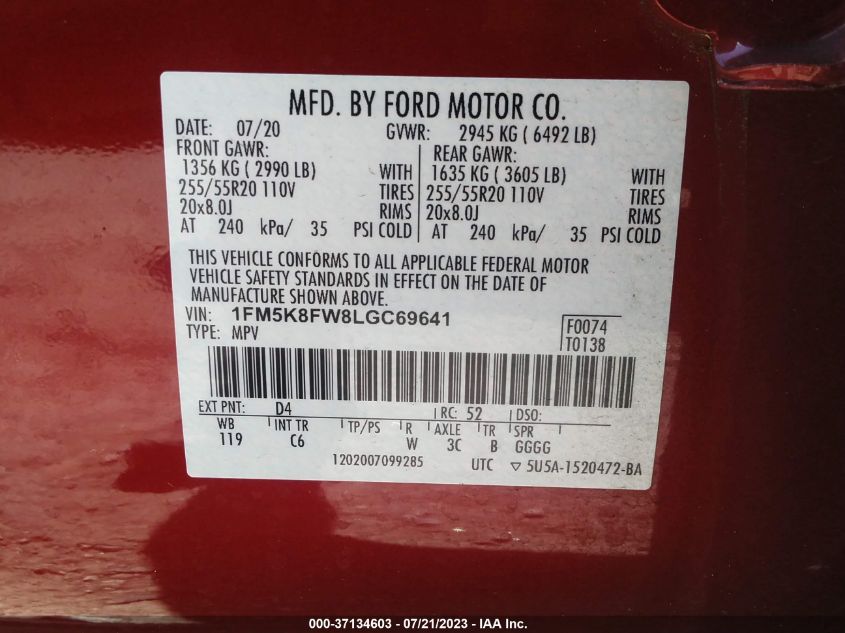 MFD. BY FORD MOTOR CO.
DATE: 07/20 GVWR: 2945 KG ( 6492 LB)
FRONT GAWR: REAR GAWR:
1356 KG ( 2990 LB) WITH 1635 KG ( 3605 LB) WITH
255/55R20 110V TIRES 255/55R20 110V TIRES
20x8.0J RIMS 20x8.0J RIMS
AT 240 kPa/ 35 PSI COLD AT 240 kPa/ 35 PSI COLD
THIS VEHICLE CONFORMS TO ALL APPLICABLE FEDERAL MOTOR
VEHICLE SAFETY STANDARDS IN EFFECT ON THE DATE OF
MANUFACTURE SHOWN ABOVE.
VIN: 1FM5K8FW8LGC69641 F0074
TYPE: MPV T0138
EXT PNT: D4 RC: 52 DSO:
WB INT TR TP/PS R AXLE TR SPR
119 C6 W 3C B GGGG
1202007099285 UTC ▽ 5U5A-1520472-BA
000-37134603 - 07/21/2023 - IAA Inc.